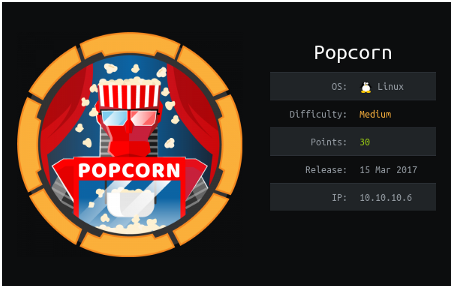 Popcorn
POPCORN
OS: Linux
Difficulty: Medium
Points: 30
Release: 15 Mar 2017
IP: 10.10.10.6